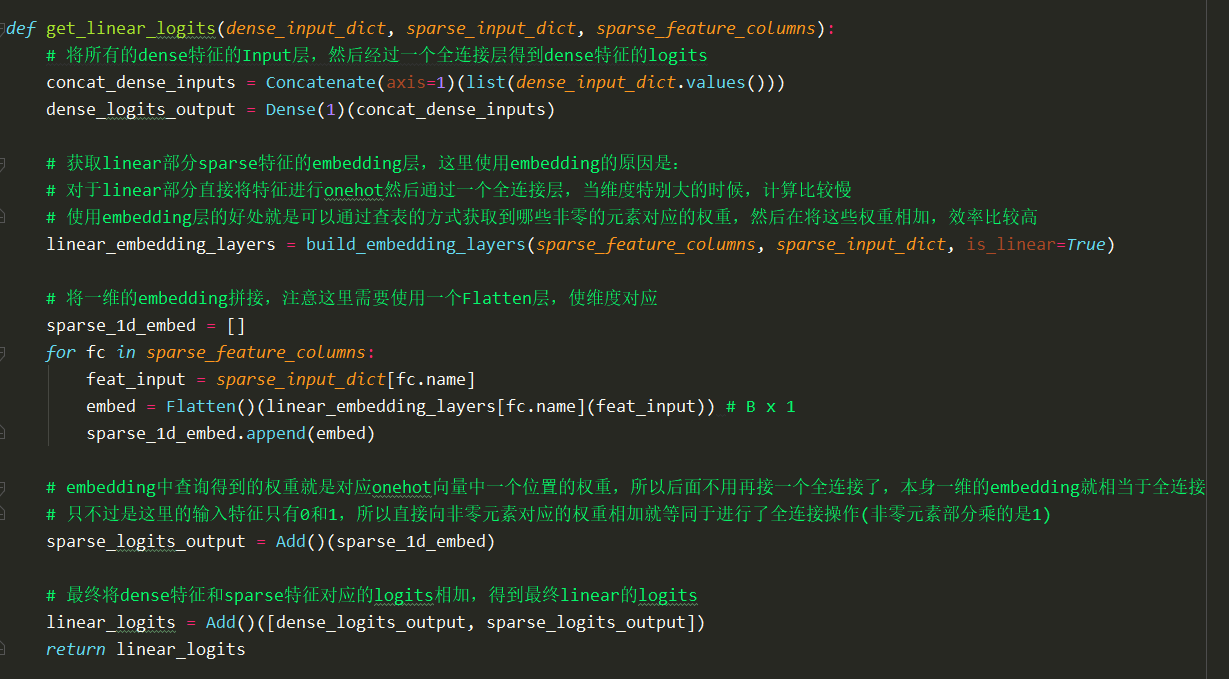 def get_linear_logits(dense_input_dict, sparse_input_dict, sparse_feature_columns):
    # 将所有的dense特征的Input层，然后经过一个全连接层得到dense特征的logits
    concat_dense_inputs = Concatenate(axis=1)(list(dense_input_dict.values()))
    dense_logits_output = Dense(1)(concat_dense_inputs)
    # 获取linear部分sparse特征的embedding层，这里使用embedding的原因是：
    # 对于linear部分直接将特征进行onehot然后通过一个全连接层，当维度特别大的时候，计算比较慢
    # 使用embedding层的好处就是可以通过查表的方式获取到哪些非零的元素对应的权重，然后在将这些权重相加，效率比较高
    linear_embedding_layers = build_embedding_layers(sparse_feature_columns, sparse_input_dict, is_linear=True)
    # 将一维的embedding拼接，注意这里需要使用一个Flatten层，使维度对应
    sparse_1d_embed = []
    for fc in sparse_feature_columns:
        feat_input = sparse_input_dict[fc.name]
        embed = Flatten()(linear_embedding_layers[fc.name](feat_input)) # B x 1
        sparse_1d_embed.append(embed)
    # embedding中查询得到的权重就是对应onehot向量中一个位置的权重，所以后面不用再接一个全连接了，本身一维的embedding就相当于全连接
    # 只不过是这里的输入特征只有0和1，所以直接向非零元素对应的权重相加就等同于进行了全连接操作(非零元素部分乘的是1)
    sparse_logits_output = Add()(sparse_1d_embed)
    # 最终将dense特征和sparse特征对应的logits相加，得到最终linear的logits
    linear_logits = Add()([dense_logits_output, sparse_logits_output])
    return linear_logits